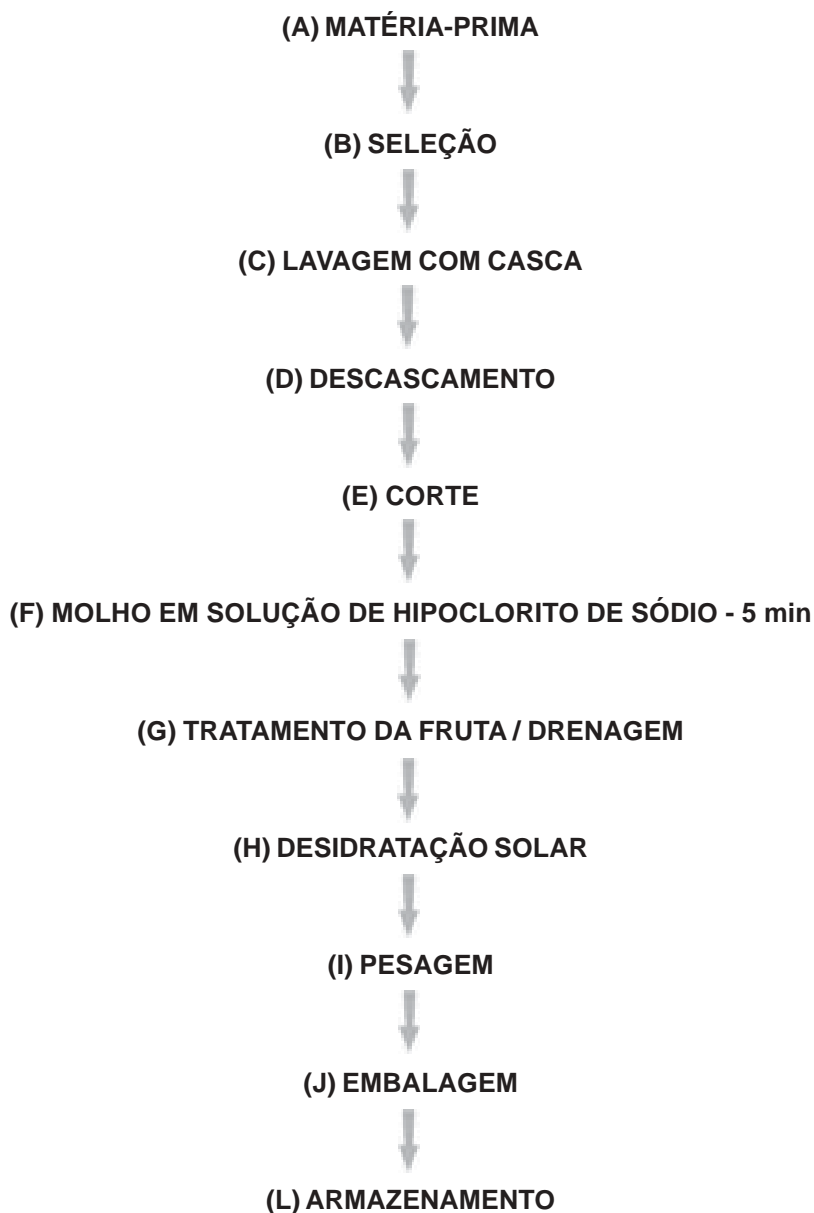 (A) MATÉRIA-PRIMA
(B) SELEÇÃO
(C) LAVAGEM COM CASCA
(D) DESCASCAMENTO
(E) CORTE
(F) MOLHO EM SOLUÇÃO DE HIPOCLORITO DE SÓDIO - 5 min
(G) TRATAMENTO DA FRUTA / DRENAGEM
(H) DESIDRATAÇÃO SOLAR
(I) PESAGEM
(J) EMBALAGEM
(L) ARMAZENAMENTO